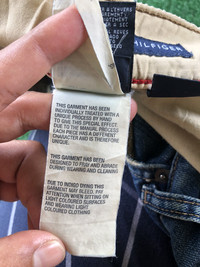 A L'ENVERS
HILFIGER
THIS GARMENT HAS BEEN
INDIVIDUALLY TREATED WITH A
UNIQUE PROCESS BY HAND
TO GIVE THIS SPECIAL EFFECT.
DUE TO THE MANUAL PROCESS
EACH PIECE HAS A DIFFERENT
CHARACTER AND IS THEREFORE
UNIQUE.
THIS GARMENT HAS BEEN
DESIGNED TO FRAY AND ABRADE
DURING WEARING AND CLEANING
DUE TO INDIGO DYING THIS
GARMENT MAY BLEED. PAY
ATTENTION WHEN SITTING ON
LIGHT COLOURED SURFACES
AND WEARING LIGHT
COLOURED CLOTHING